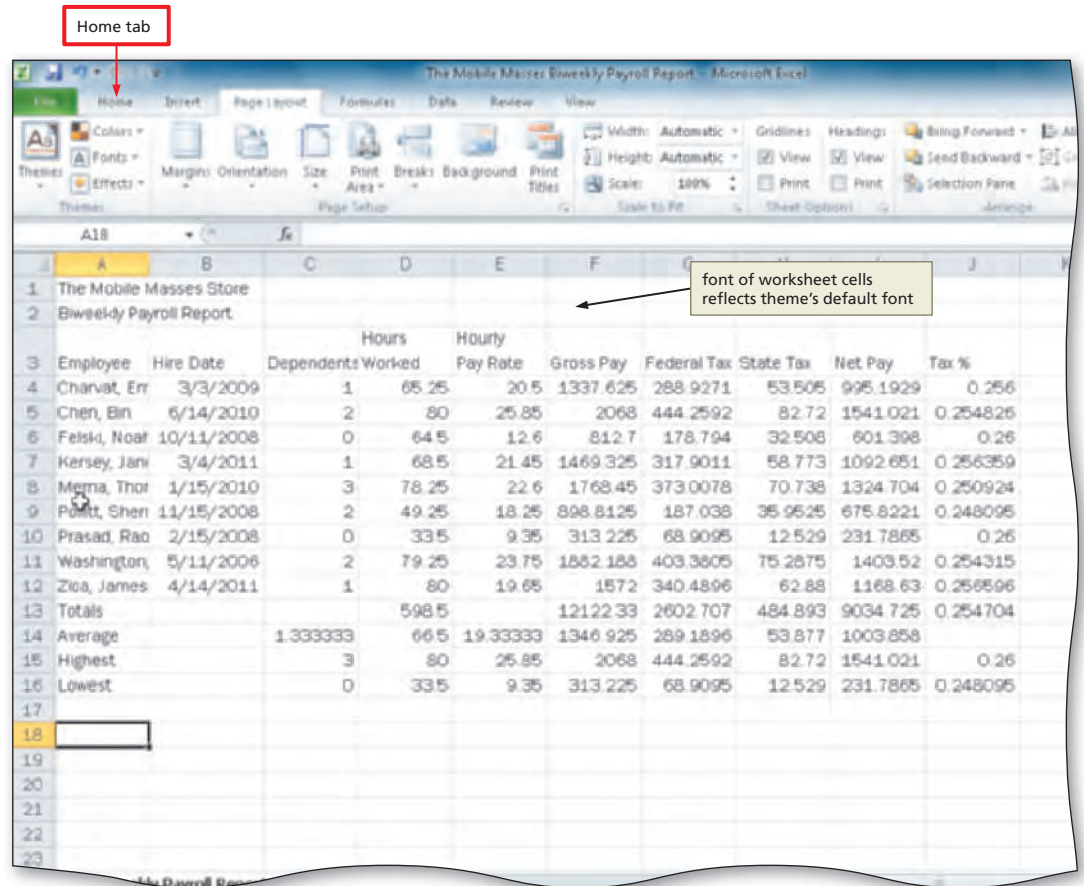 Home tab
The Mobile Masses Biweekly Payroll Report - Microsoft Excel
File Home Insert Page Layout Formulas Data Review View
Themes
Colors
Fonts
Effects
Margins Orientation Size Print Area Breaks Background Print Titles
Width: Automatic
Height: Automatic
Scale: 100%
Gridlines
View
Print
Headings
View
Print
Bring Forward
Send Backward
Selection Pane
Themes Page Setup Scale to Fit Sheet Options Arrange
A18 fx
A B C D E F J
font of worksheet cells
reflects theme's default font
1 The Mobile Masses Store
2 Biweekly Payroll Report
Hours Hourly
3 Employee Hire Date Dependents Worked Pay Rate Gross Pay Federal Tax State Tax Net Pay Tax %
4 Charvat, Em 3/3/2009 1 65.25 20.5 1337.625 288.9271 53.505 995.1929 0.256
5 Chen, Bin 6/14/2010 2 80 25.85 2068 444.2592 82.72 1541.021 0.254826
6 Felski, Noah 10/11/2008 0 64.5 12.6 812.7 178.794 32.508 601.398 0.26
7 Kersey, Jane 3/4/2011 1 68.5 21.45 1469.325 317.9011 58.773 1092.651 0.256359
8 Merna, Thor 1/15/2010 3 78.25 22.6 1768.45 373.0078 70.738 1324.704 0.250924
9 Sherr 11/15/2008 2 49.25 18.25 898.8125 187.038 35.9525 675.8221 0.248095
10 Prasad, Rao 2/15/2008 0 33.5 9.35 313.225 68.9095 12.529 231.7865 0.26
11 Washington, 5/11/2006 2 79.25 23.75 1882.188 403.3805 75.2875 1403.52 0.254315
12 Zica, James 4/14/2011 1 80 19.65 1572 340.4896 62.88 1168.63 0.256596
13 Totals 598.5 12122.33 2602.707 484.893 9034.725 0.254704
14 Average 1.333333 66.5 19.33333 1346.925 289.1896 53.877 1003.858
15 Highest 3 80 25.85 2068 444.2592 82.72 1541.021 0.26
16 Lowest 0 33.5 9.35 313.225 68.9095 12.529 231.7865 0.248095
17
18
19
20
21
22
23
Payroll Report